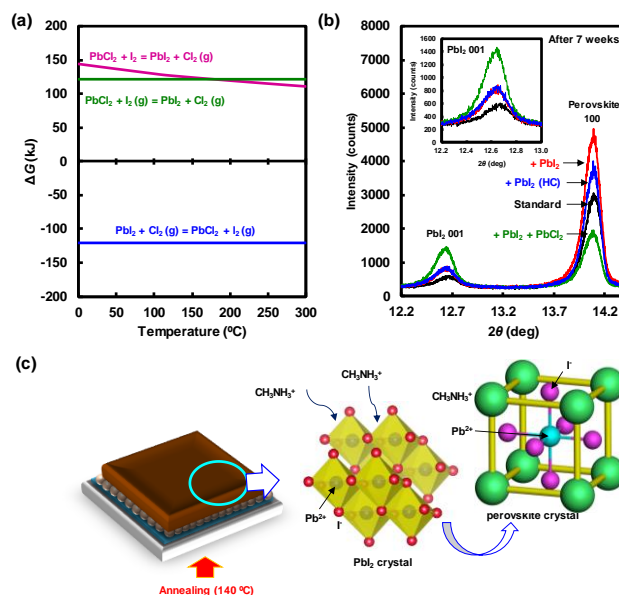 (a)
200
150
100
50
0
-50
-100
-150
-200
ΔG (kJ)
PbCl₂ + I₂ = PbI₂ + Cl₂ (g)
PbCl₂ + I₂ (g) = PbI₂ + Cl₂ (g)
PbI₂ + Cl₂ (g) = PbCl₂ + I₂ (g)
0 50 100 150 200 250 300
Temperature (ºC)
(b)
8000
7000
6000
5000
4000
3000
2000
1000
0
Intensity (counts)
After 7 weeks
1600
1400
1200
1000
800
600
400
200
0
Intensity (counts)
PbI₂ 001
12.2 12.4 12.6 12.8 13.0
2θ (deg)
Perovskite
100
+ PbI₂
+ PbI₂ (HC)
Standard
+ PbI₂ + PbCl₂
PbI₂ 001
12.2 12.7 13.2 13.7 14.2
2θ (deg)
(c)
Annealing (140 ºC)
CH₃NH₃⁺
CH₃NH₃⁺
Pb²⁺
I⁻
PbI₂ crystal
I⁻
CH₃NH₃⁺
Pb²⁺
perovskite crystal